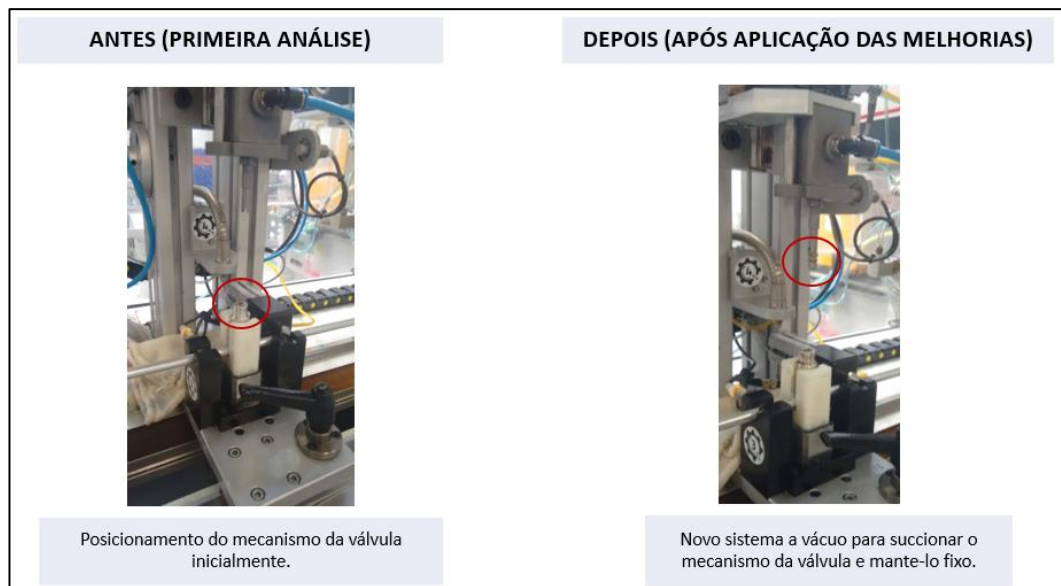 ANTES (PRIMEIRA ANÁLISE)
DEPOIS (APÓS APLICAÇÃO DAS MELHORIAS)
Posicionamento do mecanismo da válvula
inicialmente.
Novo sistema a vácuo para succionar o
mecanismo da válvula e mante-lo fixo.